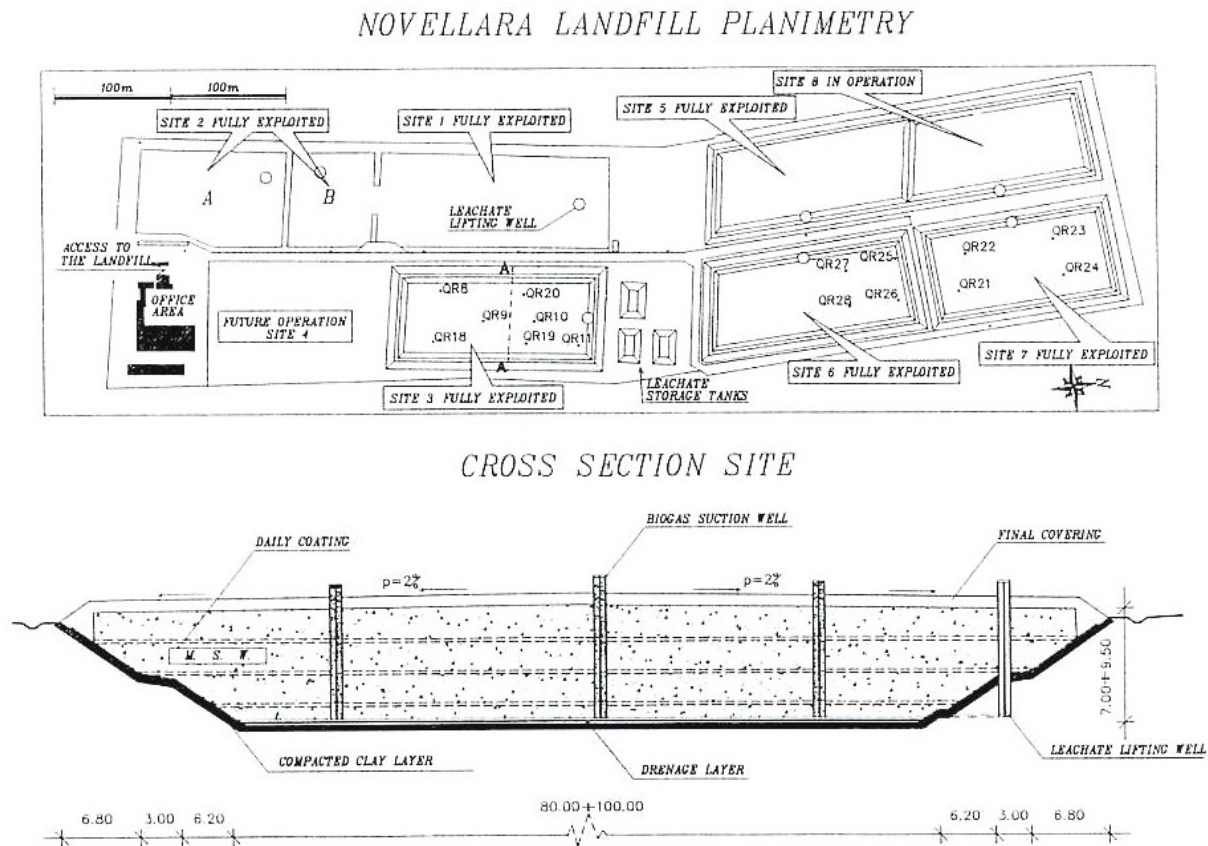 NOVELLARA LANDFILL PLANIMETRY
100m 100m
SITE 2 FULLY EXPLOITED
SITE 1 FULLY EXPLOITED
SITE 5 FULLY EXPLOITED
SITE 8 IN OPERATION
A
B
LEACHATE
LIFTING WELL
ACCESS TO
THE LANDFILL
OFFICE
AREA
FUTURE OPERATION
SITE 4
A
QR8
QR20
QR9
QR10
QR18
QR19
QR11
A
QR27
QR25
QR28
QR26
QR22
QR23
QR21
QR24
SITE 3 FULLY EXPLOITED
LEACHATE
STORAGE TANKS
SITE 6 FULLY EXPLOITED
SITE 7 FULLY EXPLOITED
N
CROSS SECTION SITE
DAILY COATING
BIOGAS SUCTION WELL
FINAL COVERING
p=2%
p=2%
M. S. W.
7.00÷9.50
COMPACTED CLAY LAYER
DRENAGE LAYER
LEACHATE LIFTING WELL
6.80 3.00 6.20 80.00÷100.00 6.20 3.00 6.80